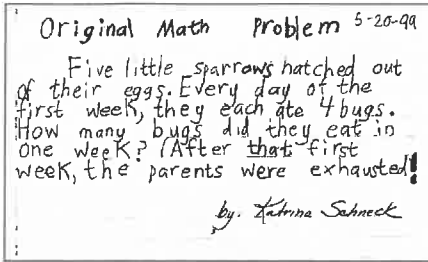 Original Math Problem 5-20-99
Five little sparrows hatched out
of their eggs. Every day of the
first week, they each ate 4 bugs.
How many bugs did they eat in
one week? (After that first
week, the parents were exhausted!
by. Katrina Sahneck